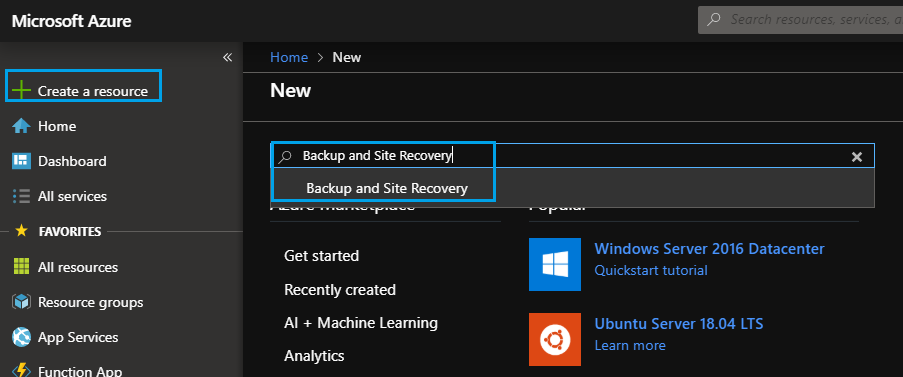 Microsoft Azure
Search resources, services, a
«
Create a resource
Home
Dashboard
All services
FAVORITES
All resources
Resource groups
App Services
Function App
Home > New
New
Backup and Site Recovery
Backup and Site Recovery
Azure Marketplace
Popular
Get started
Recently created
AI + Machine Learning
Analytics
Windows Server 2016 Datacenter
Quickstart tutorial
Ubuntu Server 18.04 LTS
Learn more